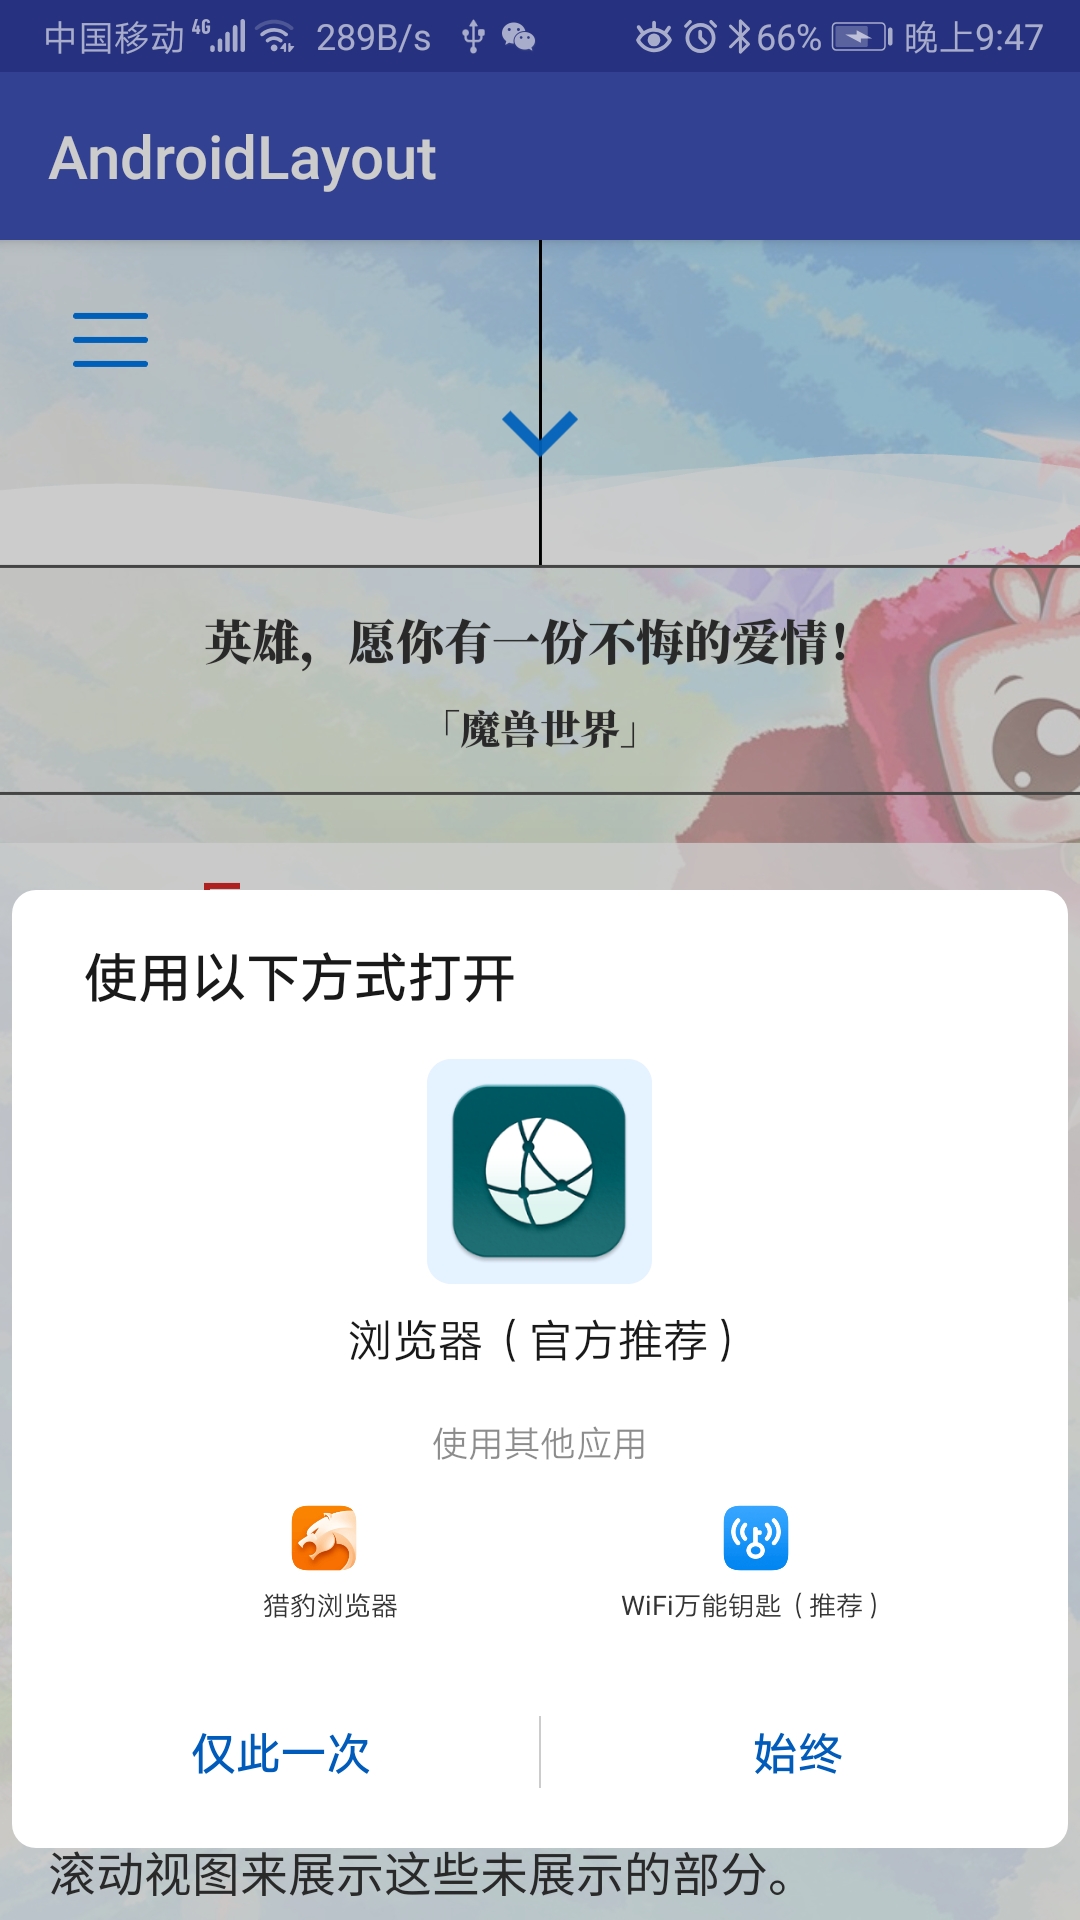 中国移动 4G 289B/s 66% 晚上9:47
AndroidLayout
英雄，愿你有一份不悔的爱情！
「魔兽世界」
使用以下方式打开
浏览器（官方推荐）
使用其他应用
猎豹浏览器
WiFi万能钥匙（推荐）
仅此一次
始终
滚动视图来展示这些未展示的部分。